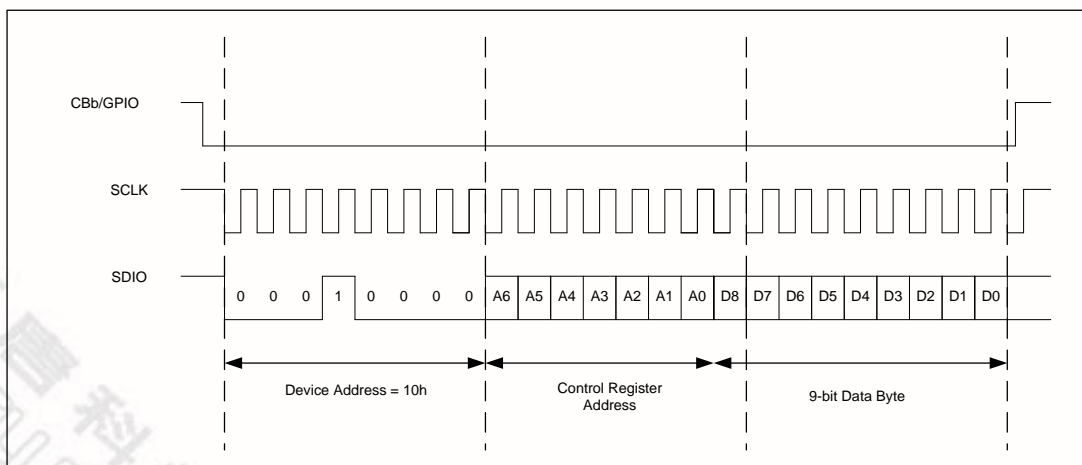 CBb/GPIO
SCLK
SDIO
0 0 0 1 0 0 0 0 A6 A5 A4 A3 A2 A1 A0 D8 D7 D6 D5 D4 D3 D2 D1 D0
Device Address = 10h
Control Register
Address
9-bit Data Byte
書科